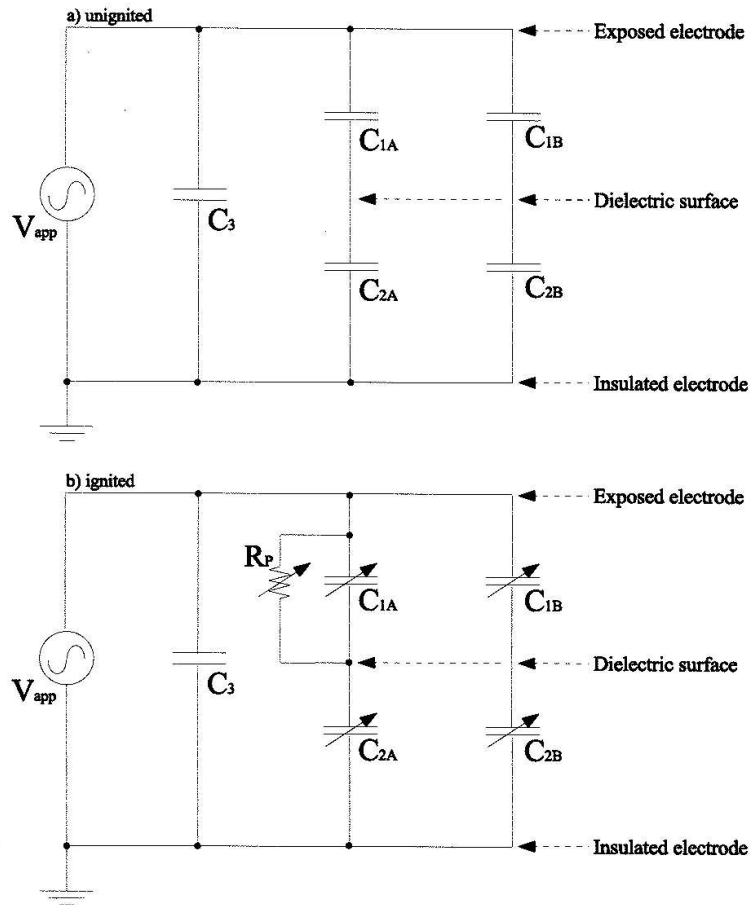 a) unignited
Exposed electrode
C1A
C1B
Vapp
C3
Dielectric surface
C2A
C2B
Insulated electrode
b) ignited
Exposed electrode
RP
C1A
C1B
Vapp
C3
Dielectric surface
C2A
C2B
Insulated electrode